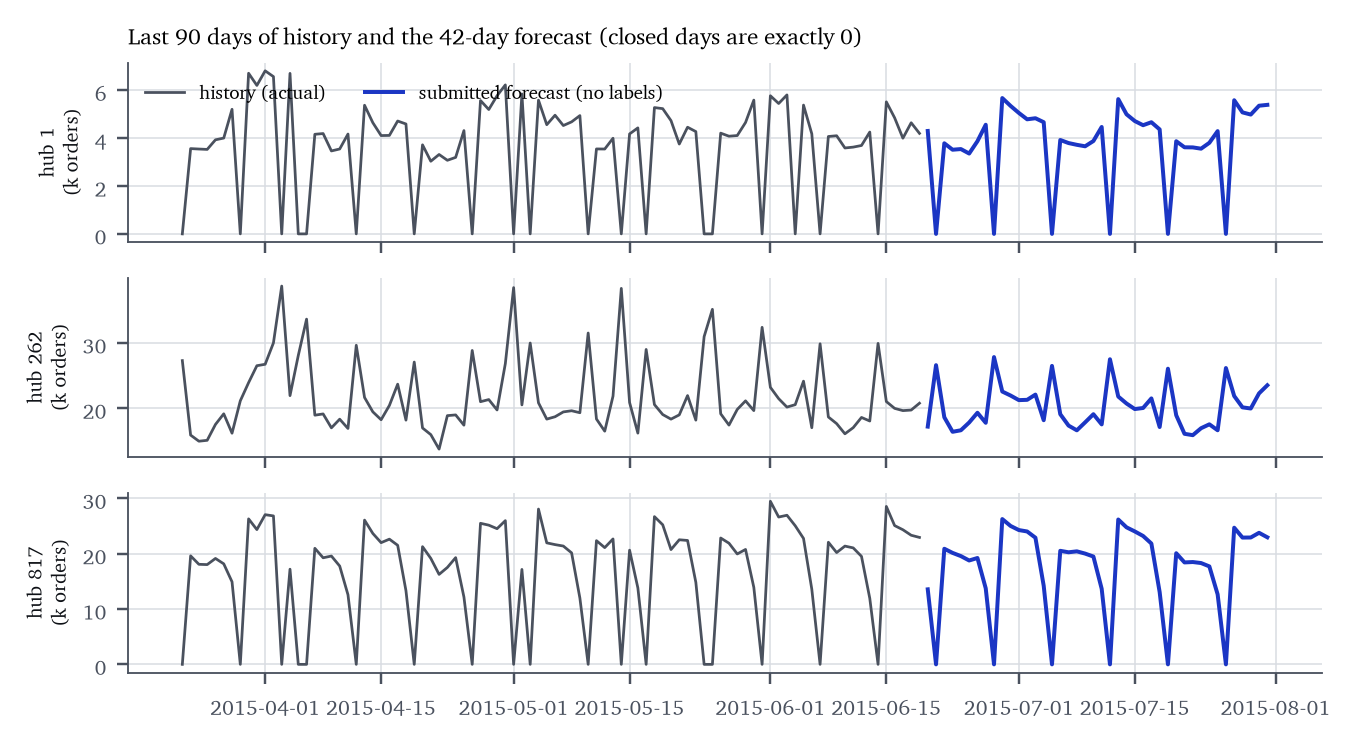 Last 90 days of history and the 42-day forecast (closed days are exactly 0)
hub 1
(k orders)
6
4
2
0
history (actual)
submitted forecast (no labels)
hub 262
(k orders)
30
20
hub 817
(k orders)
30
20
10
0
2015-04-01 2015-04-15 2015-05-01 2015-05-15 2015-06-01 2015-06-15 2015-07-01 2015-07-15 2015-08-01